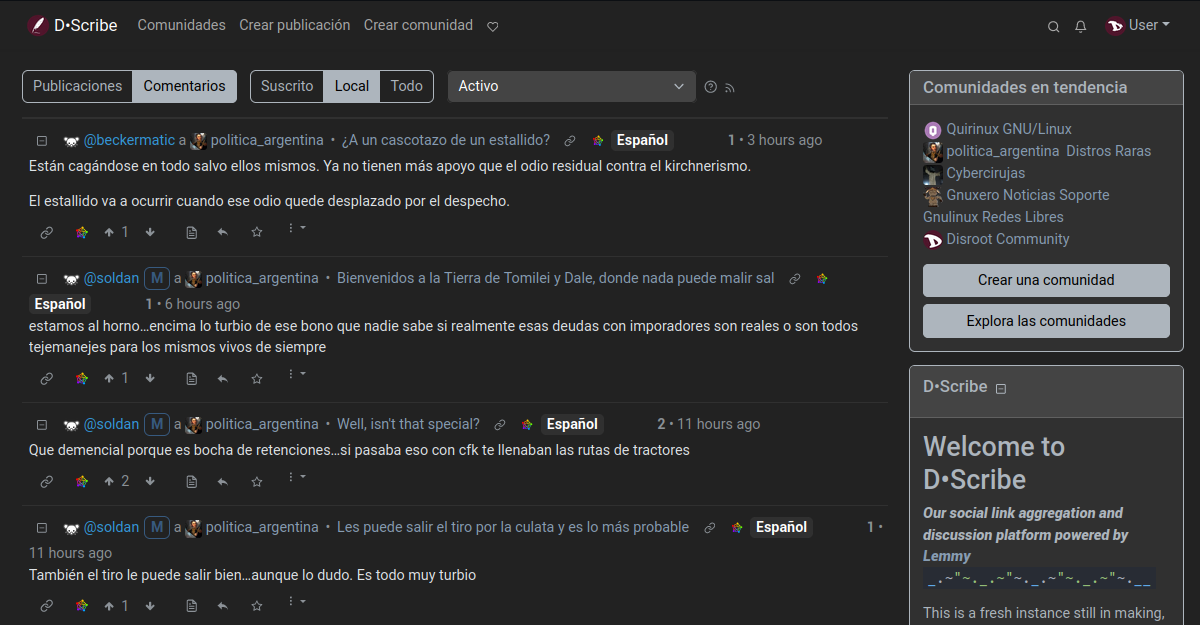 D•Scribe Comunidades Crear publicación Crear comunidad User
Publicaciones Comentarios Suscrito Local Todo Activo
@beckermatic a politica_argentina • ¿A un cascotazo de un estallido? Español 1 • 3 hours ago
Están cagándose en todo salvo ellos mismos. Ya no tienen más apoyo que el odio residual contra el kirchnerismo.
El estallido va a ocurrir cuando ese odio quede desplazado por el despecho.
1
@soldan M a politica_argentina • Bienvenidos a la Tierra de Tomilei y Dale, donde nada puede malir sal
Español 1 • 6 hours ago
estamos al horno...encima lo turbio de ese bono que nadie sabe si realmente esas deudas con imporadores son reales o son todos
tejemanejes para los mismos vivos de siempre
1
@soldan M a politica_argentina • Well, isn't that special? Español 2 • 11 hours ago
Que demencial porque es bocha de retenciones...si pasaba eso con cfk te llenaban las rutas de tractores
2
@soldan M a politica_argentina • Les puede salir el tiro por la culata y es lo más probable Español 1 •
11 hours ago
También el tiro le puede salir bien...aunque lo dudo. Es todo muy turbio
1
Comunidades en tendencia
Quirinux GNU/Linux
politica_argentina Distros Raras
Cybercirujas
Gnuxero Noticias Soporte
Gnulinux Redes Libres
Disroot Community
Crear una comunidad
Explora las comunidades
D•Scribe
Welcome to
D•Scribe
Our social link aggregation and
discussion platform powered by
Lemmy
_.~"~._.~"~._.~"~._.~"~.__
This is a fresh instance still in making,